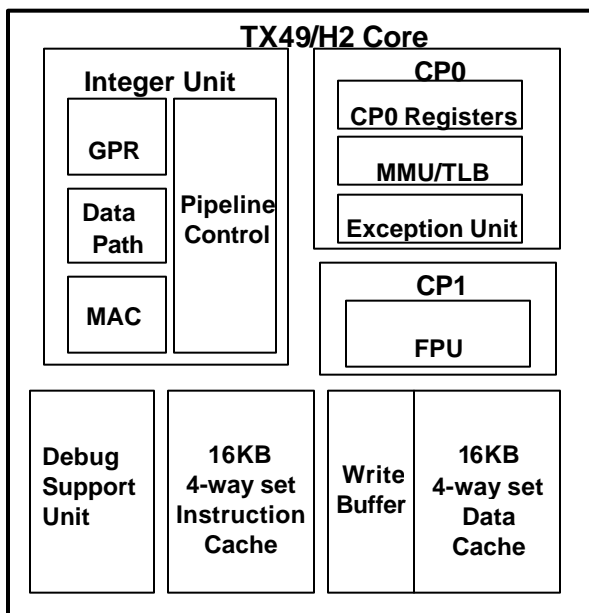 TX49/H2 Core
Integer Unit
GPR
Data
Path
MAC
Pipeline
Control
CP0
CP0 Registers
MMU/TLB
Exception Unit
CP1
FPU
Debug
Support
Unit
16KB
4-way set
Instruction
Cache
Write
Buffer
16KB
4-way set
Data
Cache